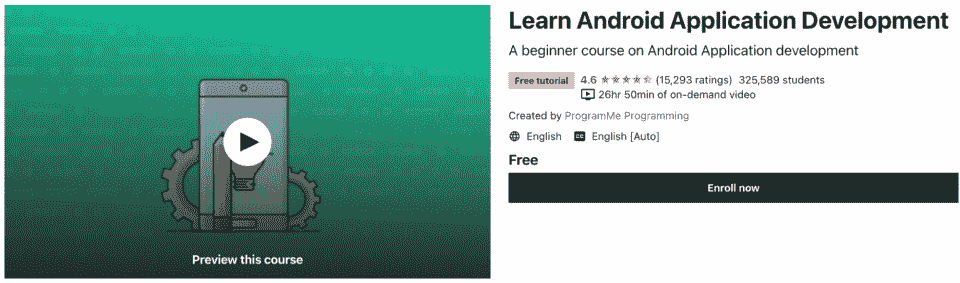 Learn Android Application Development
A beginner course on Android Application development
Free tutorial 4.6 (15,293 ratings) 325,589 students
26hr 50min of on-demand video
Created by ProgramMe Programming
English CC English [Auto]
Free
Enroll now
Preview this course